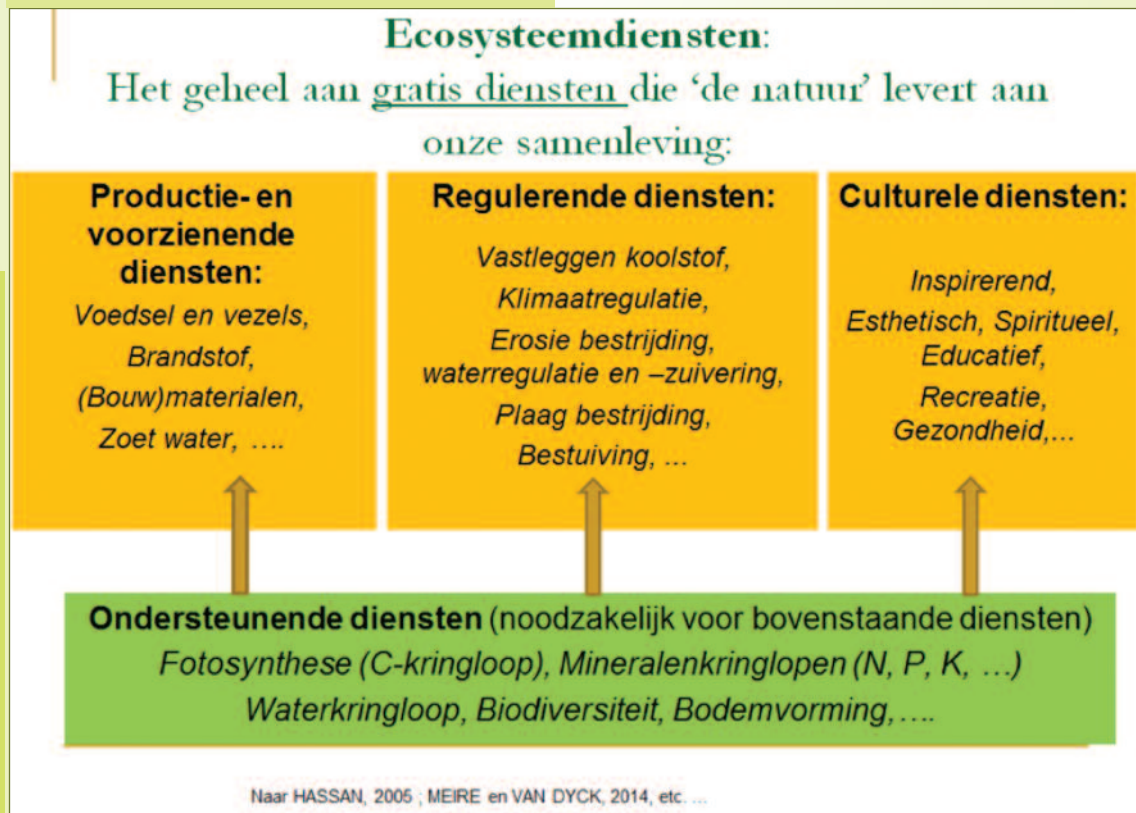 Ecosysteemdiensten:
Het geheel aan gratis diensten die ‘de natuur’ levert aan
onze samenleving:
Productie- en
voorzienende
diensten:
Voedsel en vezels,
Brandstof,
(Bouw)materialen,
Zoet water, ….
Regulerende diensten:
Vastleggen koolstof,
Klimaatregulatie,
Erosie bestrijding,
waterregulatie en –zuivering,
Plaag bestrijding,
Bestuiving, ...
Culturele diensten:
Inspirerend,
Esthetisch, Spiritueel,
Educatief,
Recreatie,
Gezondheid,...
Ondersteunende diensten (noodzakelijk voor bovenstaande diensten)
Fotosynthese (C-kringloop), Mineralenkringlopen (N, P, K, …)
Waterkringloop, Biodiversiteit, Bodemvorming,….
Naar HASSAN, 2005 ; MEIRE en VAN DYCK, 2014, etc. ...